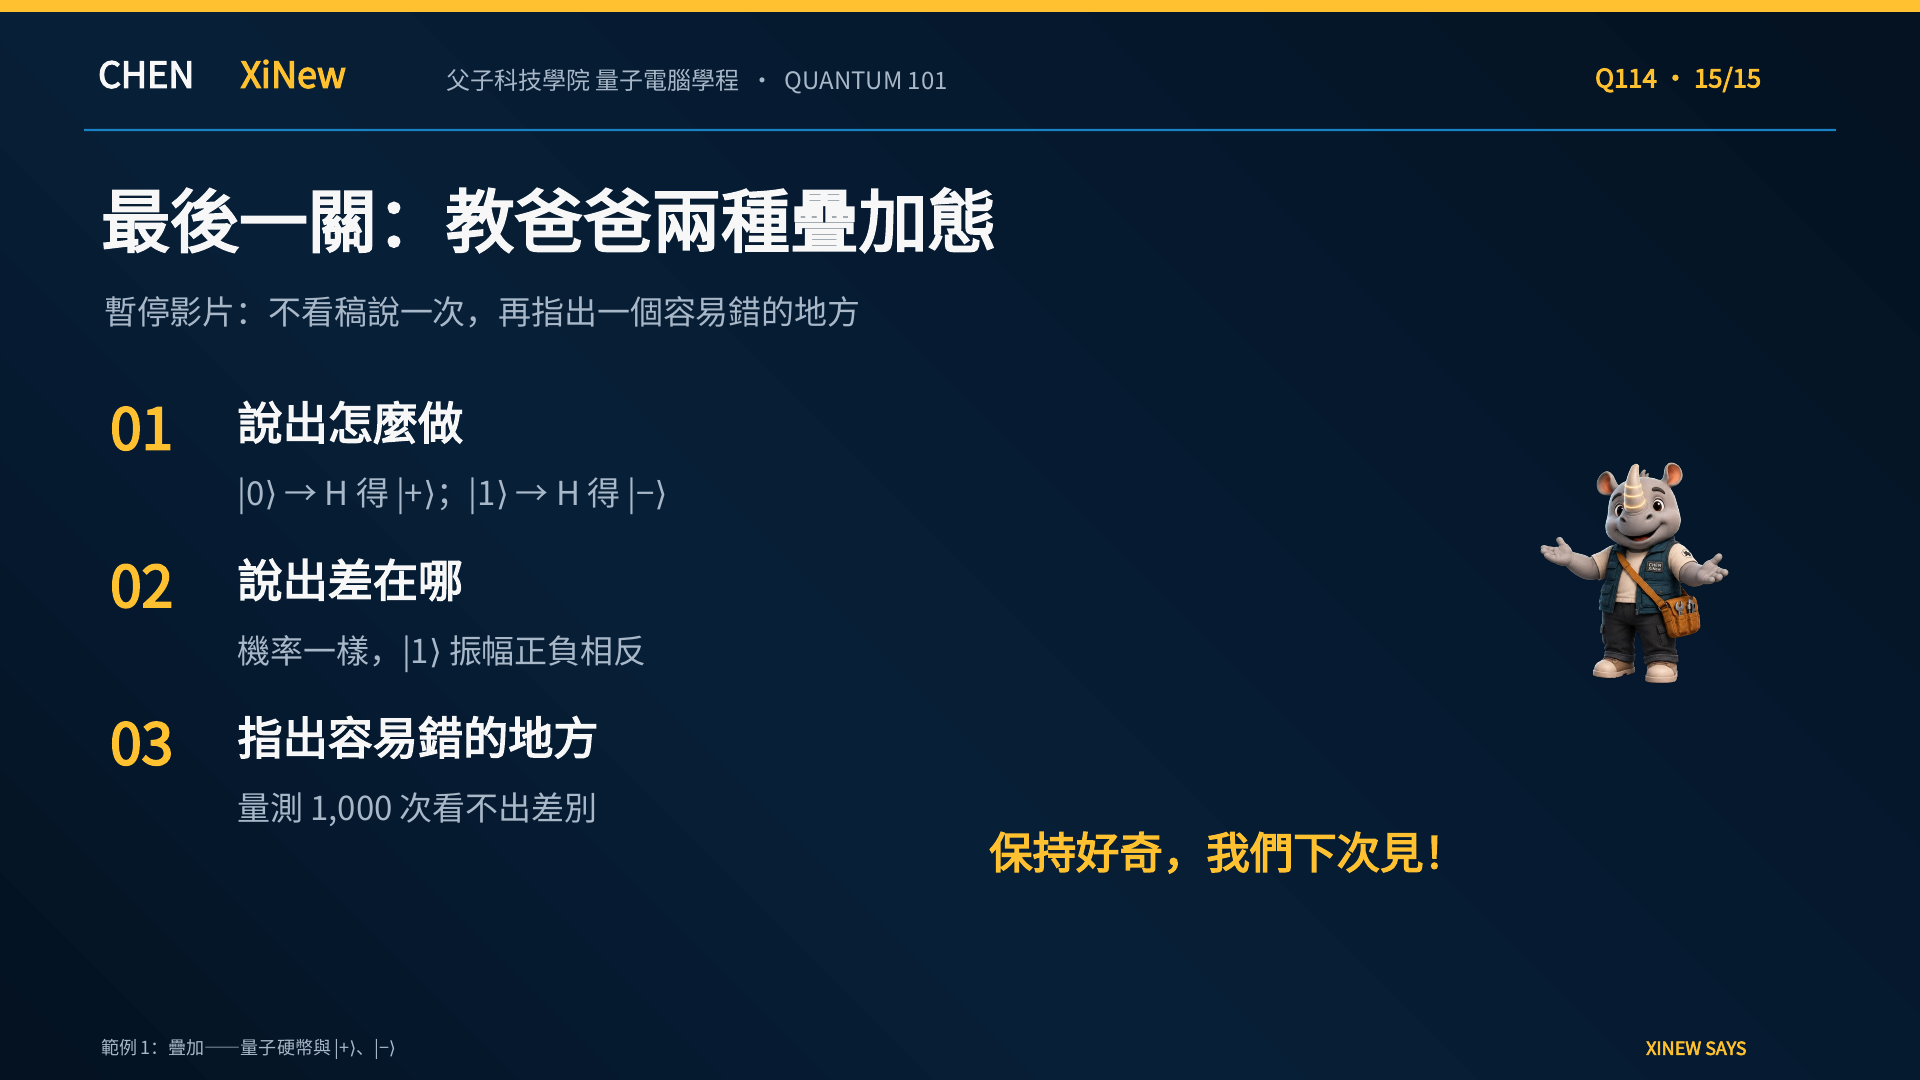 CHEN XiNew 父子科技學院 量子電腦學程 · QUANTUM 101 Q114 · 15/15
最後一關：教爸爸兩種疊加態
暫停影片：不看稿說一次，再指出一個容易錯的地方
01 說出怎麼做
|0⟩ → H 得 |+⟩；|1⟩ → H 得 |−⟩
02 說出差在哪
機率一樣，|1⟩ 振幅正負相反
03 指出容易錯的地方
量測 1,000 次看不出差別
保持好奇，我們下次見！
範例 1：疊加——量子硬幣與 |+⟩、|−⟩ XINEW SAYS